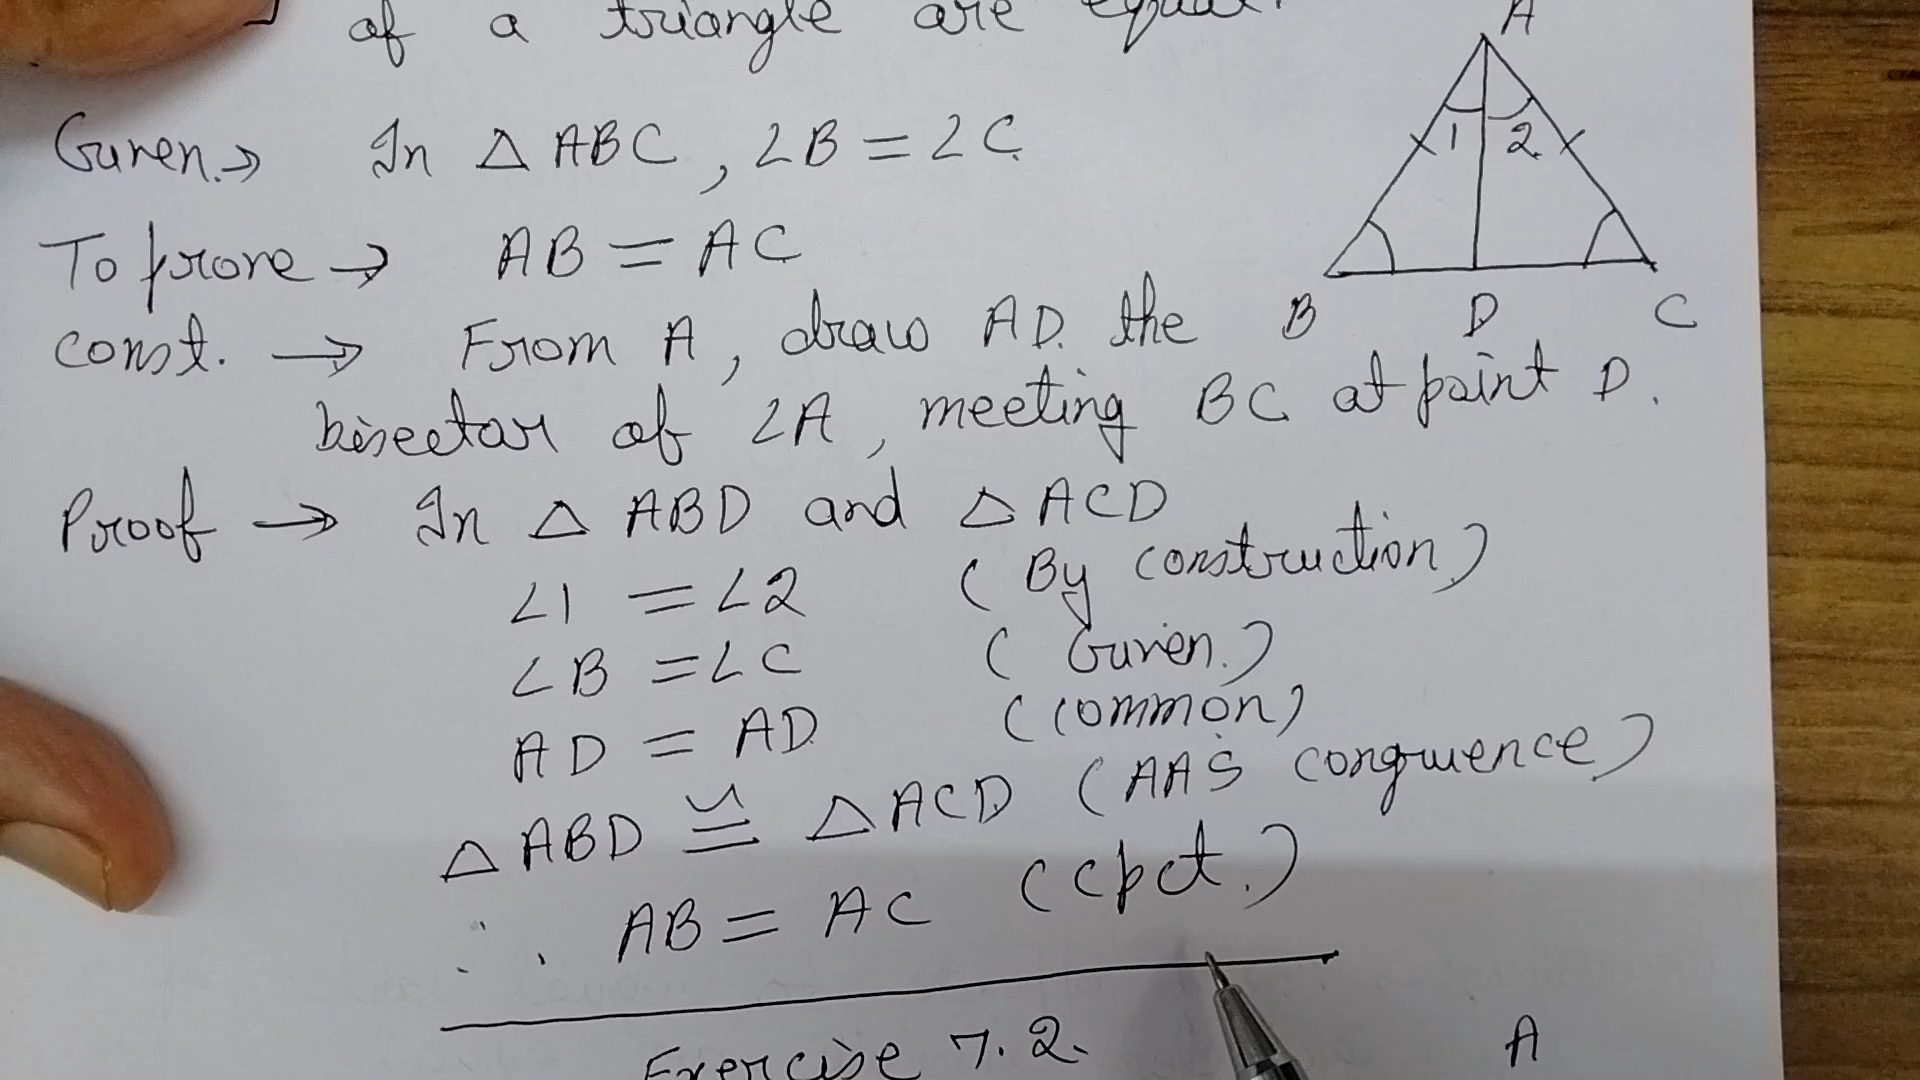 of a triangle are equal.
A
Given → In △ ABC, ∠B = ∠C
1 2
To prove → AB = AC
B D C
const. → From A, draw AD. the
bisector of ∠A, meeting BC at point D.
Proof → In △ ABD and △ ACD
∠1 = ∠2 (By construction)
∠B = ∠C (Given.)
AD = AD (common)
△ ABD ≅ △ ACD (AAS congruence)
∴ AB = AC (cpct.)
Exercise 7.2.
A